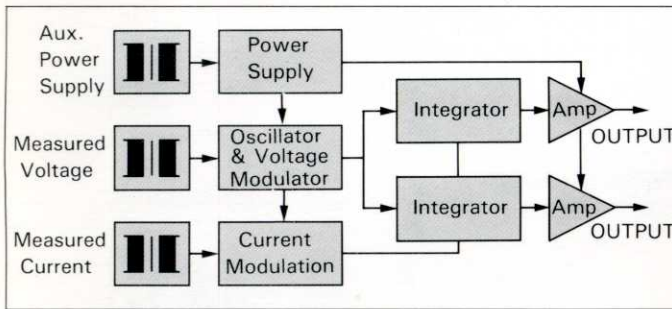 Aux.
Power
Supply
Power
Supply
Integrator
Amp
OUTPUT
Measured
Voltage
Oscillator
& Voltage
Modulator
Integrator
Amp
OUTPUT
Measured
Current
Current
Modulation